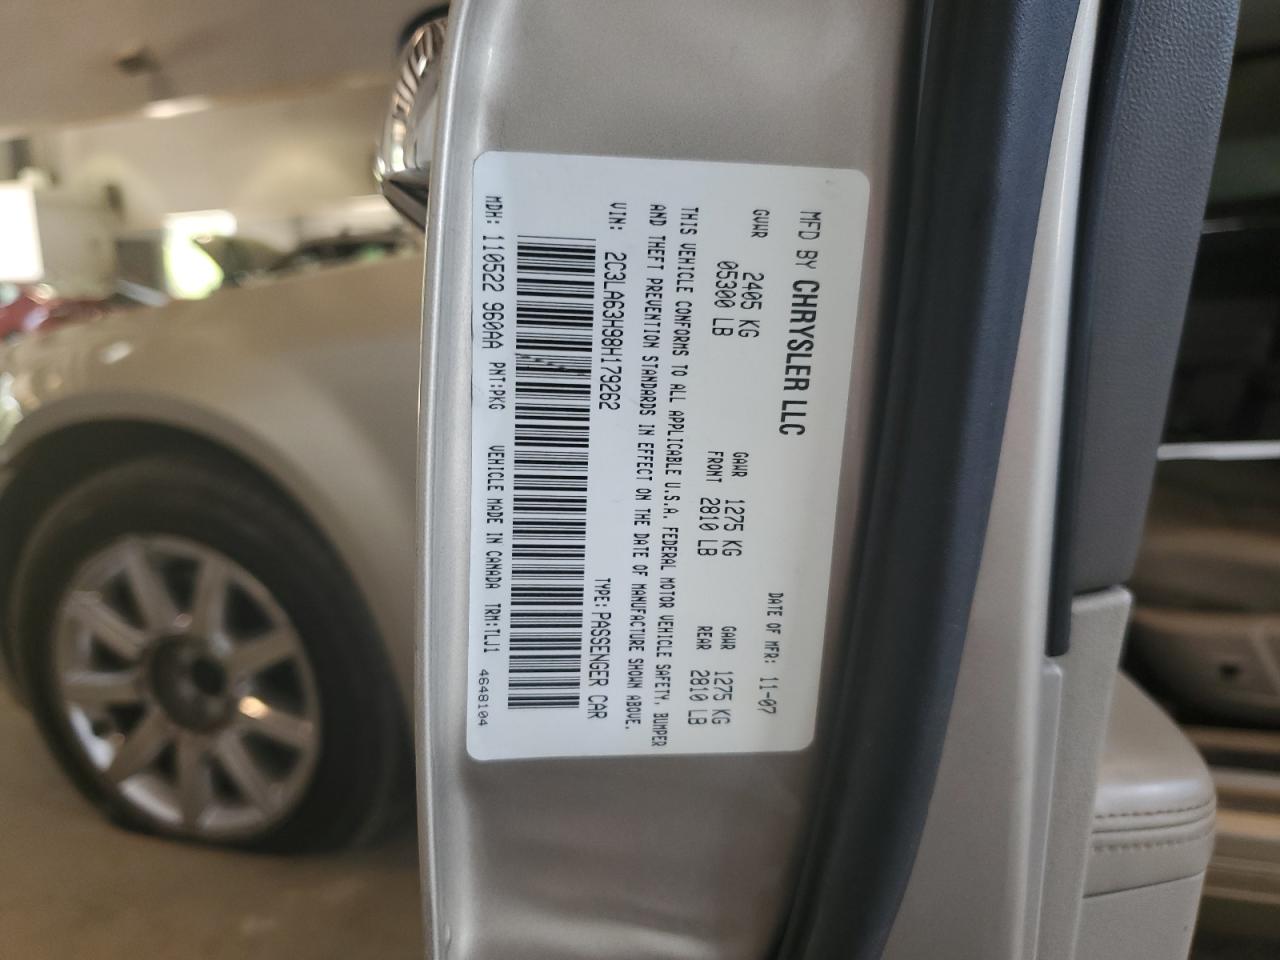 MFD BY CHRYSLER LLC
DATE OF MFR: 11-07
GVWR 2405 KG
05300 LB
GAWR FRONT 1275 KG
2810 LB
GAWR REAR 1275 KG
2810 LB
THIS VEHICLE CONFORMS TO ALL APPLICABLE U.S.A. FEDERAL MOTOR VEHICLE SAFETY, BUMPER
AND THEFT PREVENTION STANDARDS IN EFFECT ON THE DATE OF MANUFACTURE SHOWN ABOVE.
VIN: 2C3LA63H98H179262 TYPE: PASSENGER CAR
MDH: 110522 960AA PNT:PKG VEHICLE MADE IN CANADA TRM:TLJ1 4648104